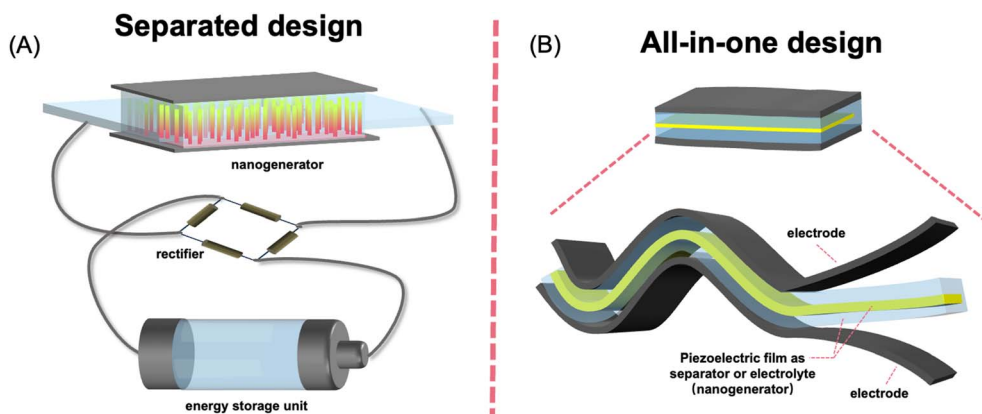 (A)
Separated design
nanogenerator
rectifier
energy storage unit
(B)
All-in-one design
electrode
Piezoelectric film as
separator or electrolyte
(nanogenerator)
electrode